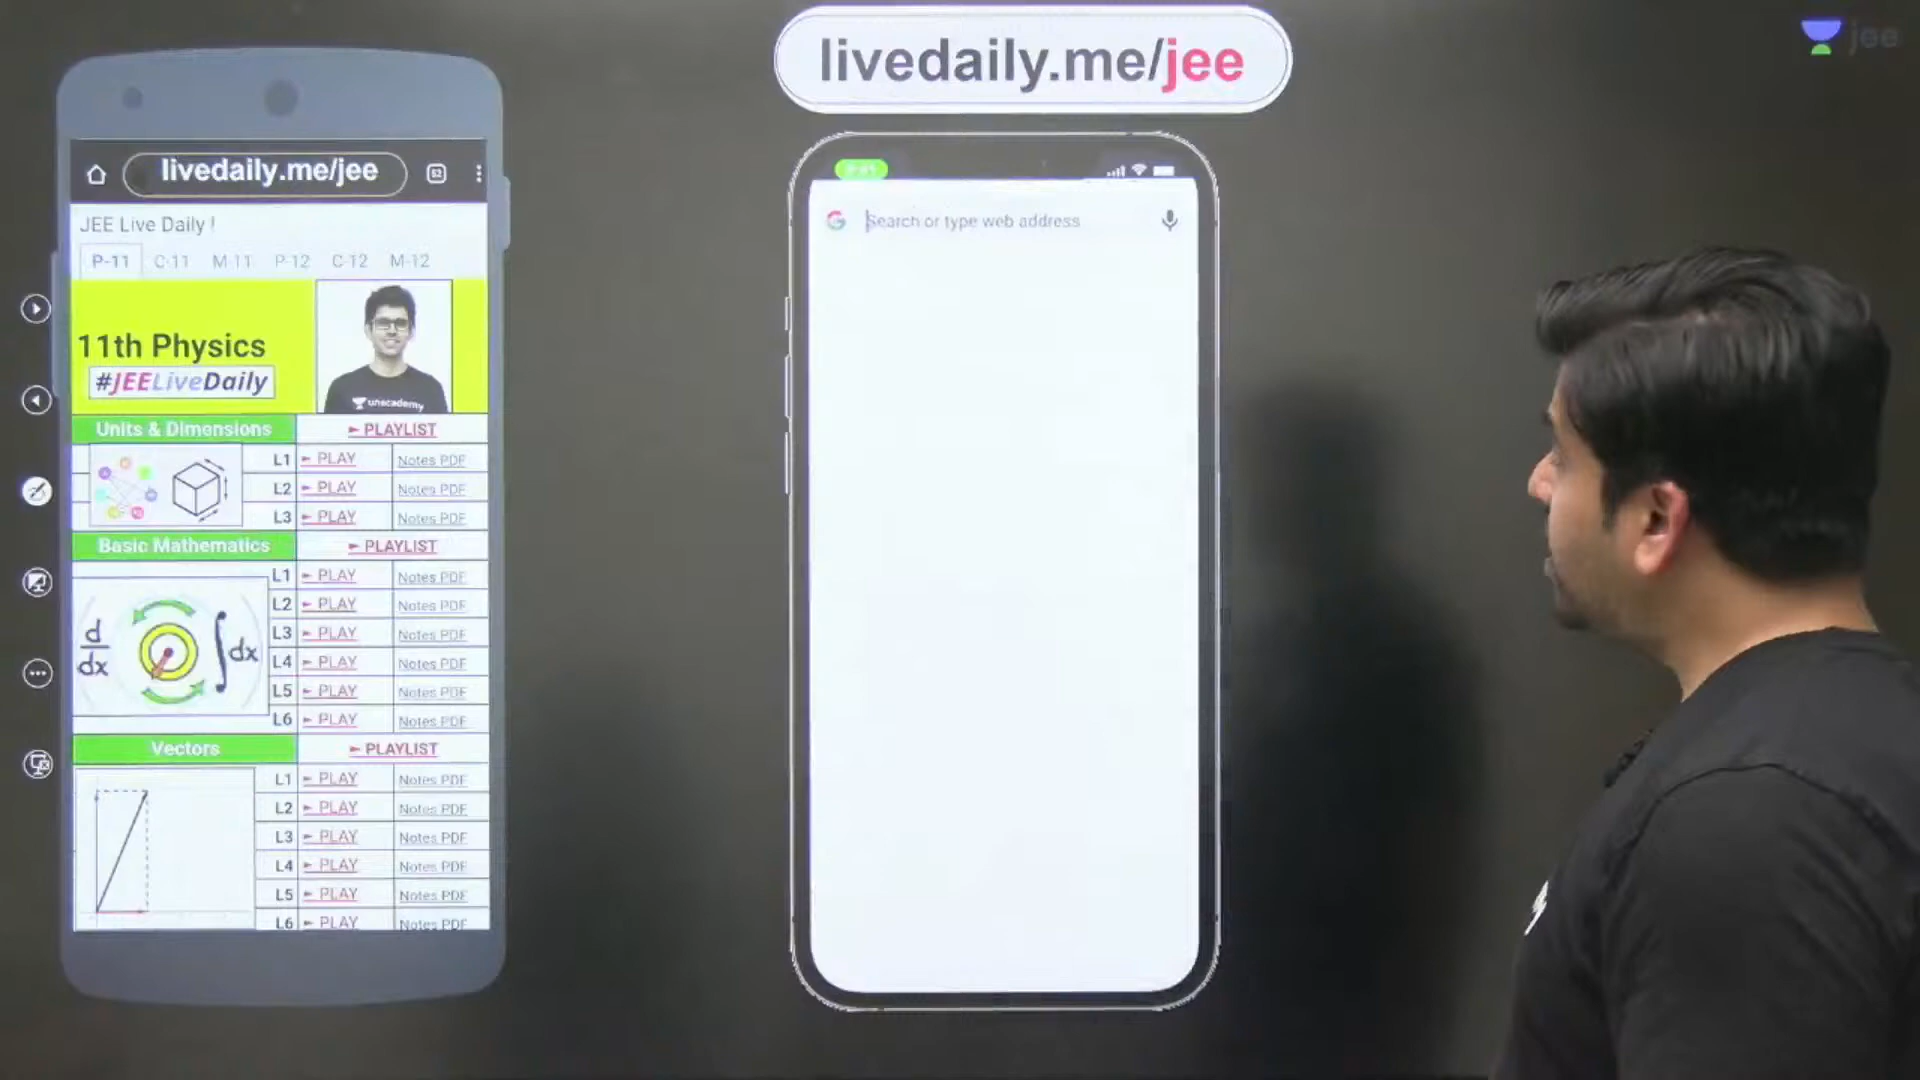 livedaily.me/jee
jee
livedaily.me/jee
JEE Live Daily !
P-11 C-11 M-11 P-12 C-12 M-12
11th Physics
#JEELiveDaily
unacademy
Units & Dimensions ► PLAYLIST
L1 ► PLAY Notes PDF
L2 ► PLAY Notes PDF
L3 ► PLAY Notes PDF
Basic Mathematics ► PLAYLIST
L1 ► PLAY Notes PDF
L2 ► PLAY Notes PDF
L3 ► PLAY Notes PDF
L4 ► PLAY Notes PDF
L5 ► PLAY Notes PDF
L6 ► PLAY Notes PDF
d
dx
∫dx
Vectors ► PLAYLIST
L1 ► PLAY Notes PDF
L2 ► PLAY Notes PDF
L3 ► PLAY Notes PDF
L4 ► PLAY Notes PDF
L5 ► PLAY Notes PDF
L6 ► PLAY Notes PDF
G Search or type web address